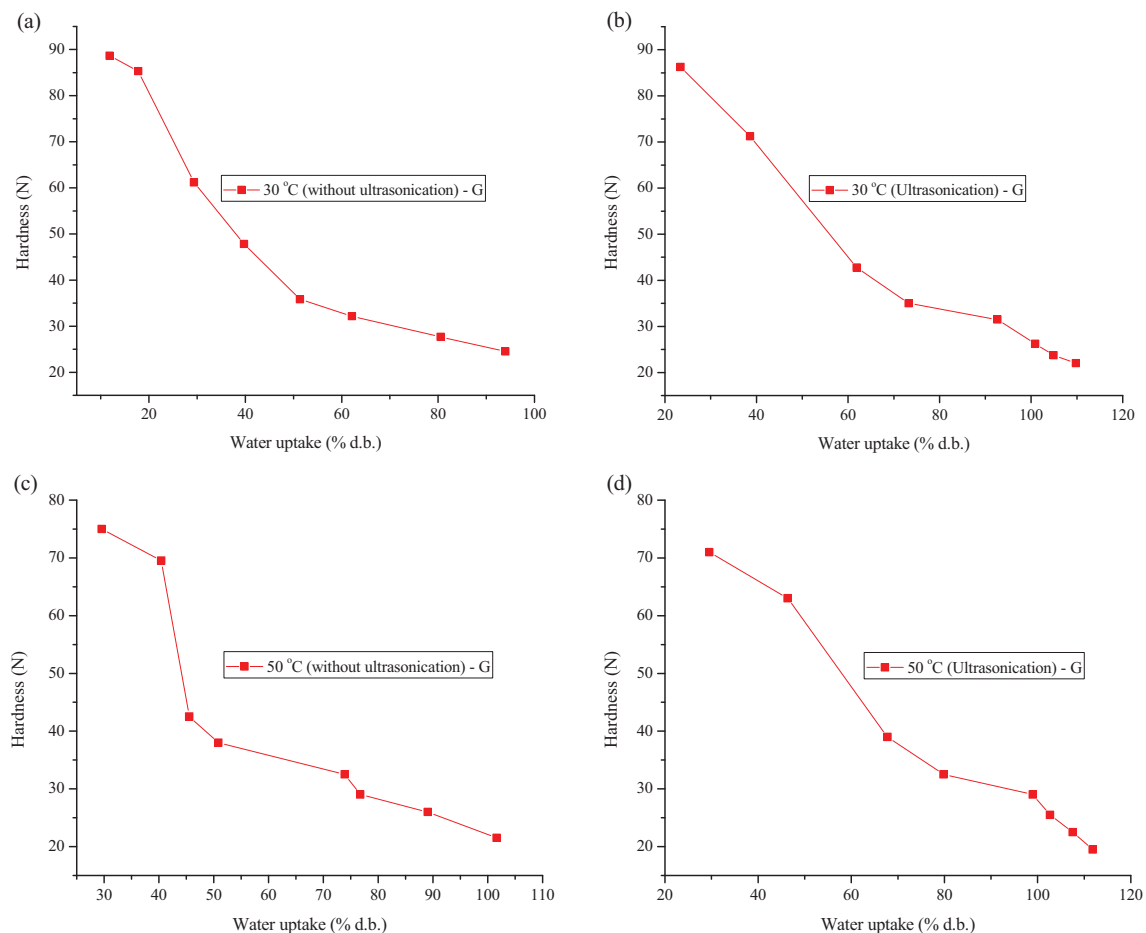 (a)
90
80
70
60
50
40
30
20
Hardness (N)
30 °C (without ultrasonication) - G
20 40 60 80 100
Water uptake (% d.b.)
(b)
90
80
70
60
50
40
30
20
Hardness (N)
30 °C (Ultrasonication) - G
20 40 60 80 100 120
Water uptake (% d.b.)
(c)
80
70
60
50
40
30
20
Hardness (N)
50 °C (without ultrasonication) - G
30 40 50 60 70 80 90 100 110
Water uptake (% d.b.)
(d)
80
70
60
50
40
30
20
Hardness (N)
50 °C (Ultrasonication) - G
20 40 60 80 100 120
Water uptake (% d.b.)